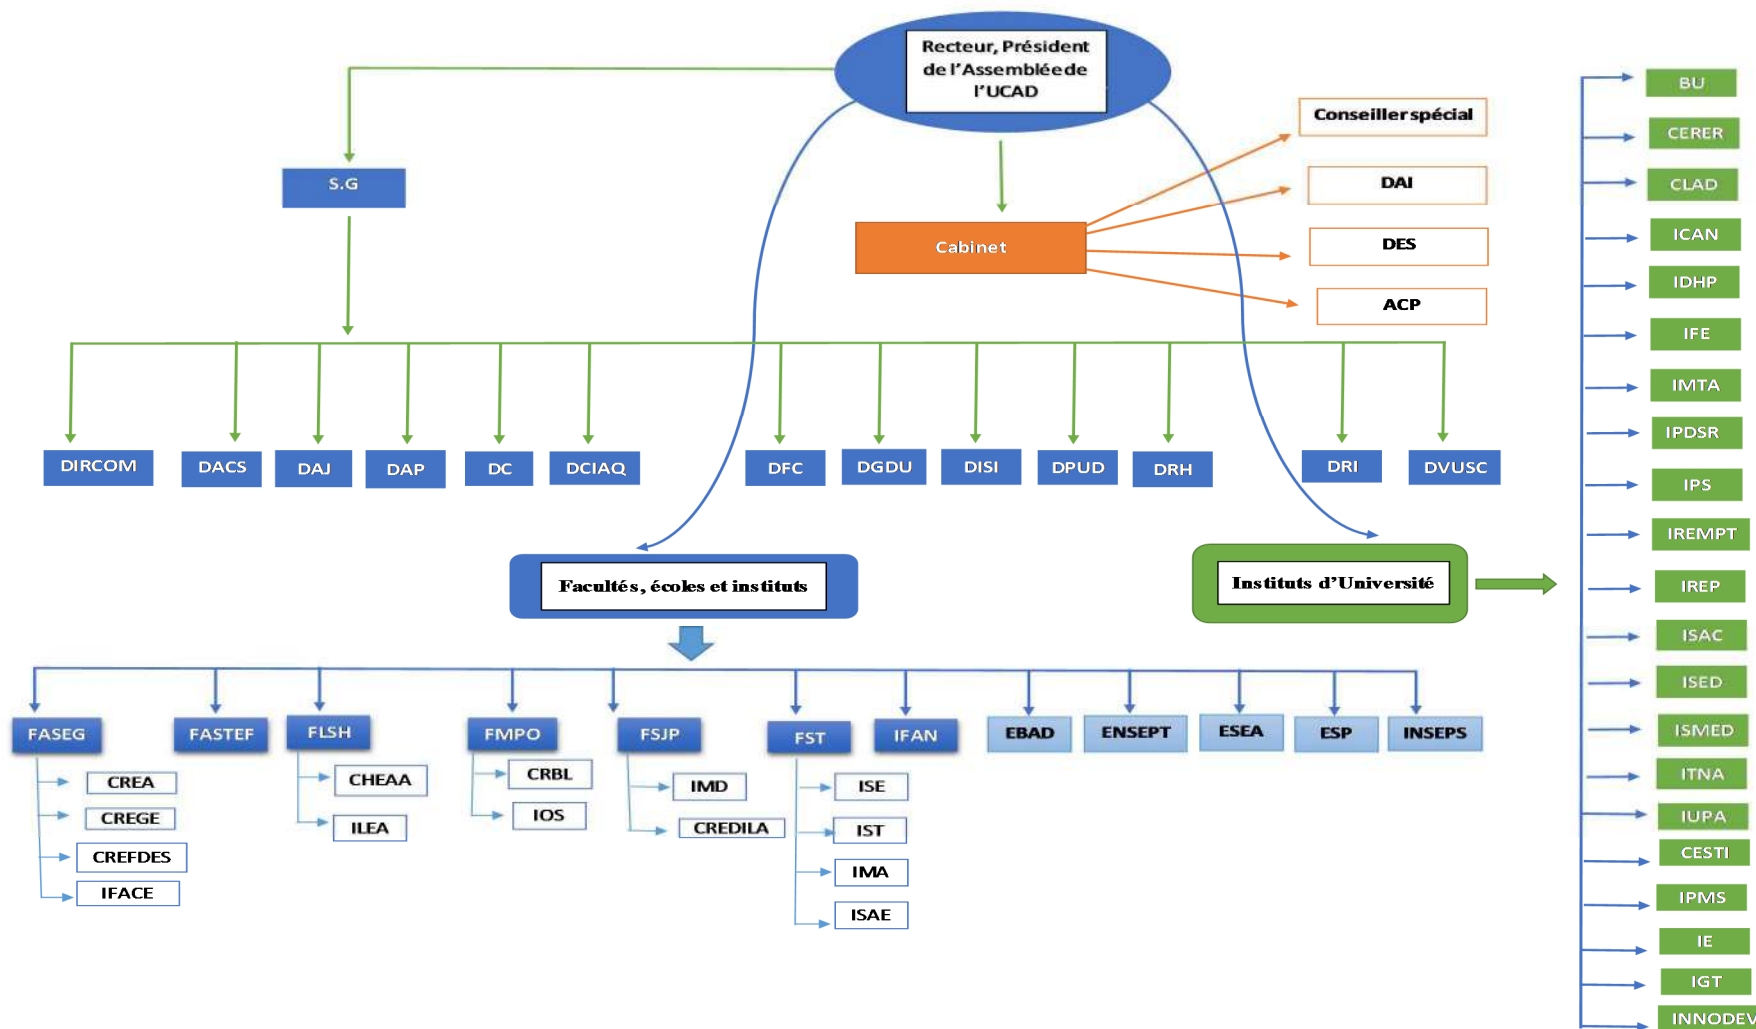 Recteur, Président
de l'Assemblée de
l'UCAD
S.G
Cabinet
Conseiller spécial
DAI
DES
ACP
DIRCOM
DACS
DAJ
DAP
DC
DCIAQ
DFC
DGDU
DISI
DPUD
DRH
DRI
DVUSC
Facultés, écoles et instituts
Instituts d'Université
FASEG
FASTEF
FLSH
FMPO
FSJP
FST
IFAN
EBAD
ENSEPT
ESEA
ESP
INSEPS
CREA
CREGE
CREFDES
IFACE
CHEAA
ILEA
CRBL
IOS
IMD
CREDILA
ISE
IST
IMA
ISAE
BU
CERER
CLAD
ICAN
IDHP
IFE
IMTA
IPDSR
IPS
IREMPT
IREP
ISAC
ISED
ISMED
ITNA
IUPA
CESTI
IPMS
IE
IGT
INNODEV